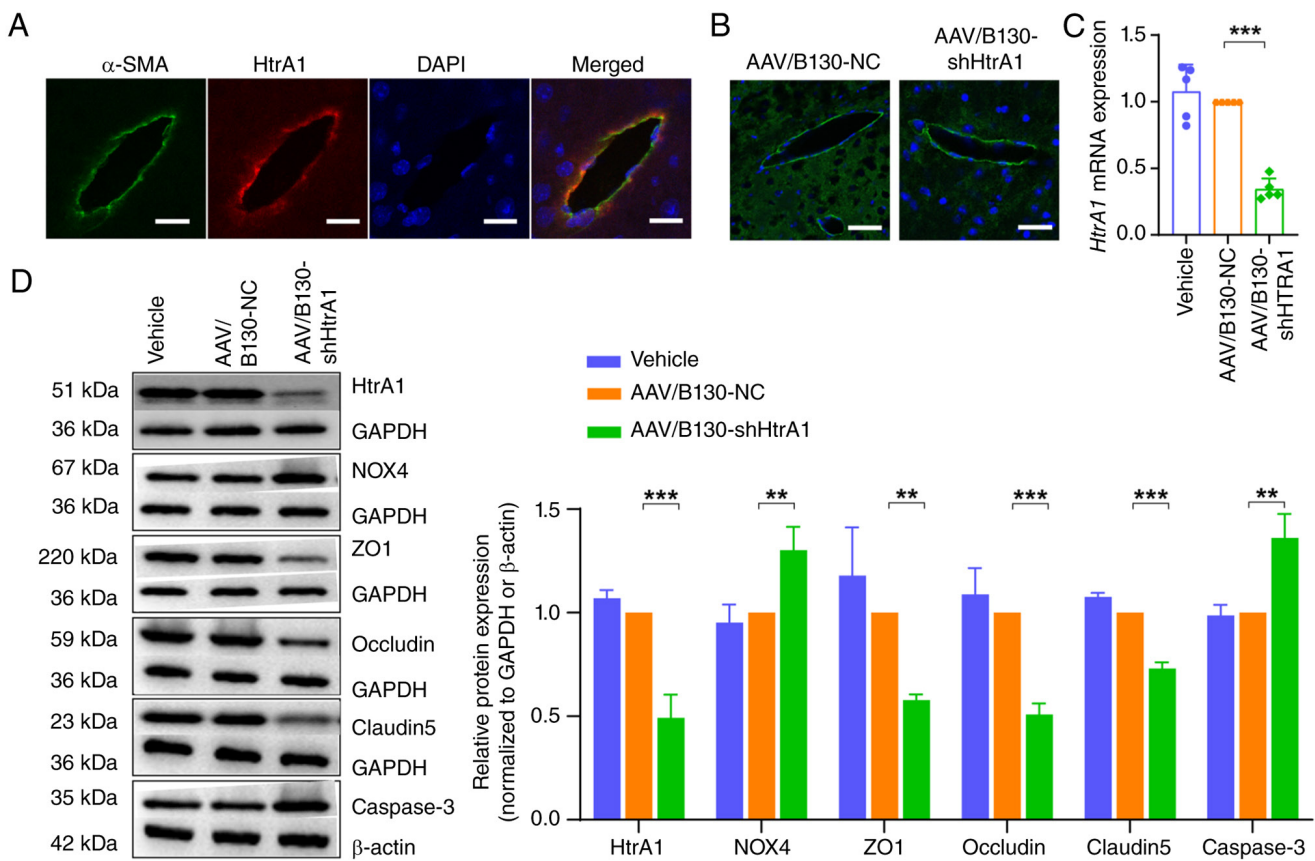 A
α-SMA
HtrA1
DAPI
Merged
B
AAV/B130-NC
AAV/B130-
shHtrA1
C
HtrA1 mRNA expression
1.5
1.0
0.5
0.0
***
Vehicle
AAV/B130-NC
AAV/B130-
shHTRA1
D
Vehicle
AAV/
B130-NC
AAV/B130-
shHtrA1
51 kDa
HtrA1
36 kDa
GAPDH
67 kDa
NOX4
36 kDa
GAPDH
220 kDa
ZO1
36 kDa
GAPDH
59 kDa
Occludin
36 kDa
GAPDH
23 kDa
Claudin5
36 kDa
GAPDH
35 kDa
Caspase-3
42 kDa
β-actin
Vehicle
AAV/B130-NC
AAV/B130-shHtrA1
Relative protein expression
(normalized to GAPDH or β-actin)
1.5
1.0
0.5
0.0
***
**
**
***
***
**
HtrA1
NOX4
ZO1
Occludin
Claudin5
Caspase-3